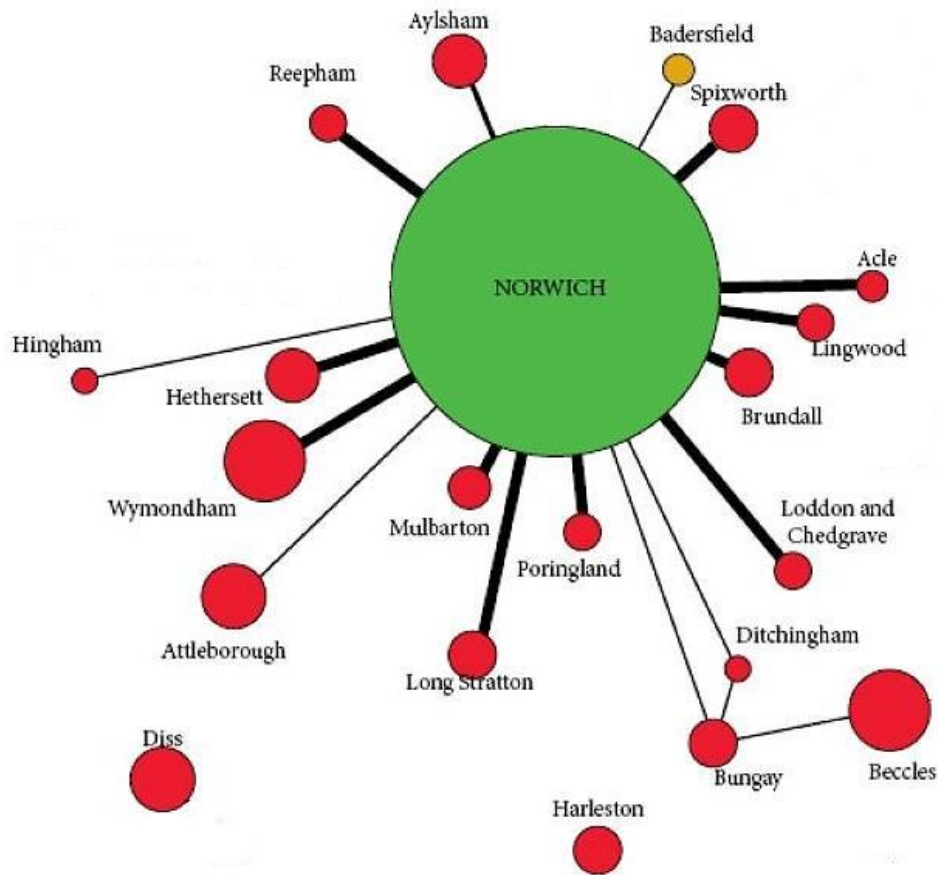 Aylsham
Badersfield
Reepham
Spixworth
Acle
NORWICH
Hingham
Lingwood
Hethersett
Brundall
Wymondham
Mulbarton
Loddon and
Chedgrave
Poringland
Ditchingham
Attleborough
Long Stratton
Diss
Bungay
Beccles
Harleston